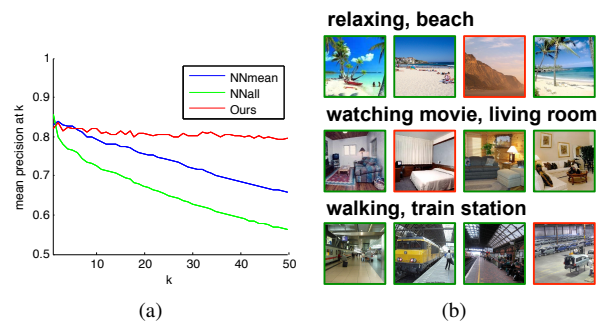 1
0.9
0.8
0.7
0.6
0.5
mean precision at k
10 20 30 40 50
k
NNmean
NNall
Ours
(a)
relaxing, beach
watching movie, living room
walking, train station
(b)